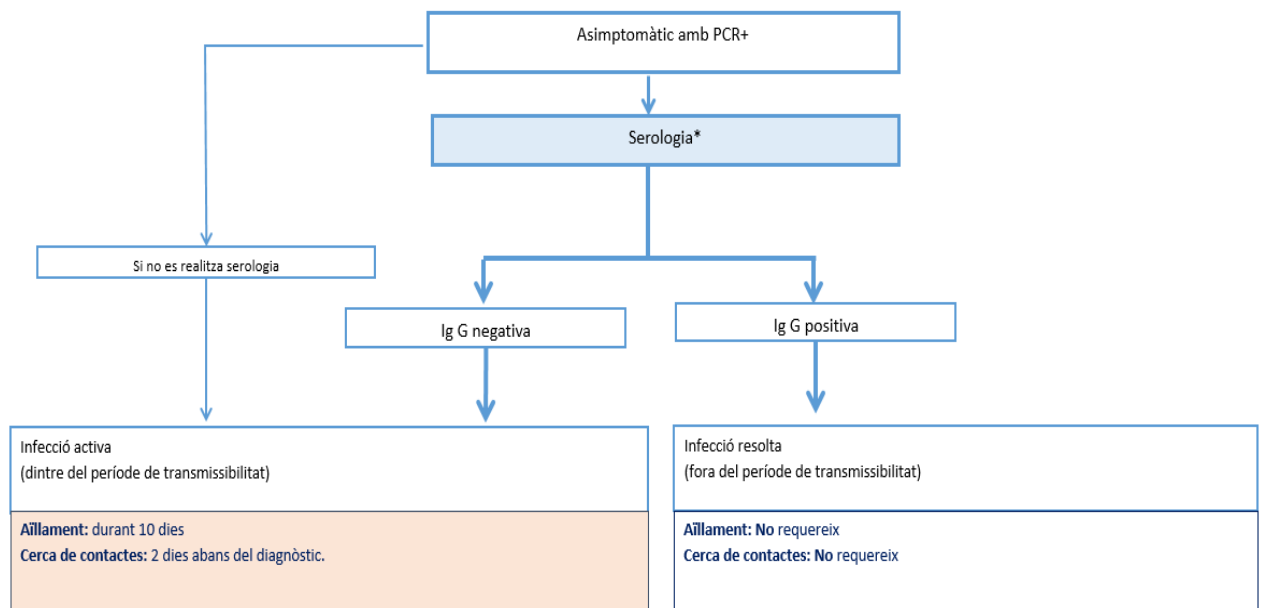 Asimptomàtic amb PCR+
Serologia*
Si no es realitza serologia
Ig G negativa
Ig G positiva
Infecció activa
(dintre del període de transmissibilitat)
Aïllament: durant 10 dies
Cerca de contactes: 2 dies abans del diagnòstic.
Infecció resolta
(fora del període de transmissibilitat)
Aïllament: No requereix
Cerca de contactes: No requereix